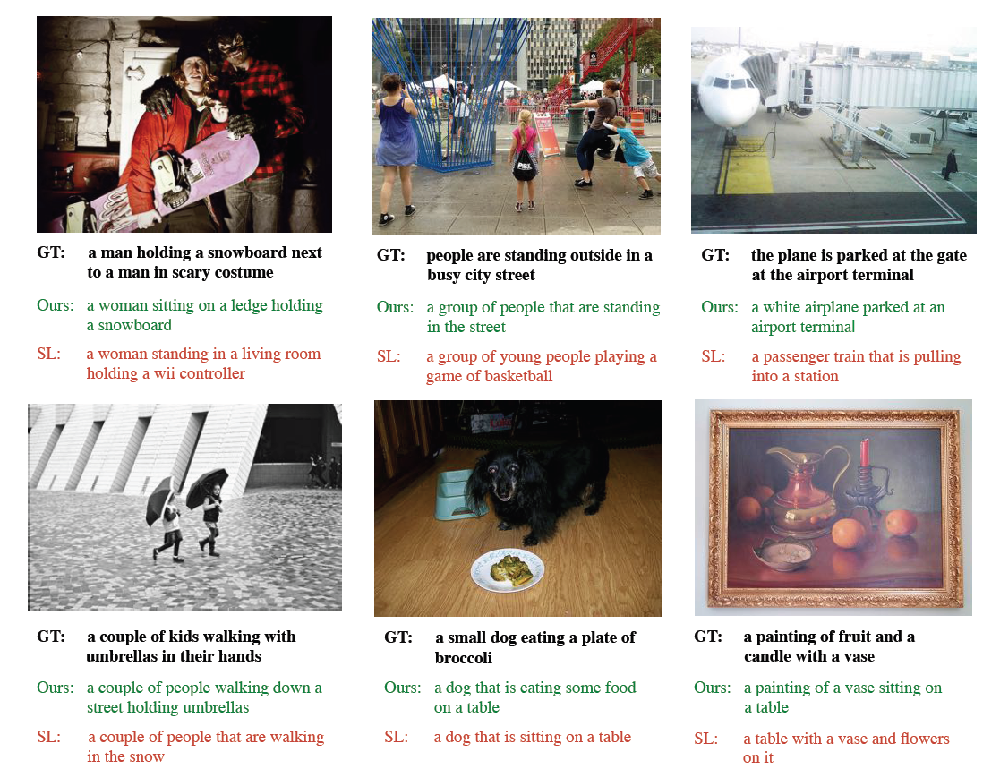 PBX
GT: a man holding a snowboard next
to a man in scary costume
Ours: a woman sitting on a ledge holding
a snowboard
SL: a woman standing in a living room
holding a wii controller
GT: people are standing outside in a
busy city street
Ours: a group of people that are standing
in the street
SL: a group of young people playing a
game of basketball
GT: the plane is parked at the gate
at the airport terminal
Ours: a white airplane parked at an
airport terminal
SL: a passenger train that is pulling
into a station
GT: a couple of kids walking with
umbrellas in their hands
Ours: a couple of people walking down a
street holding umbrellas
SL: a couple of people that are walking
in the snow
GT: a small dog eating a plate of
broccoli
Ours: a dog that is eating some food
on a table
SL: a dog that is sitting on a table
GT: a painting of fruit and a
candle with a vase
Ours: a painting of a vase sitting on
a table
SL: a table with a vase and flowers
on it